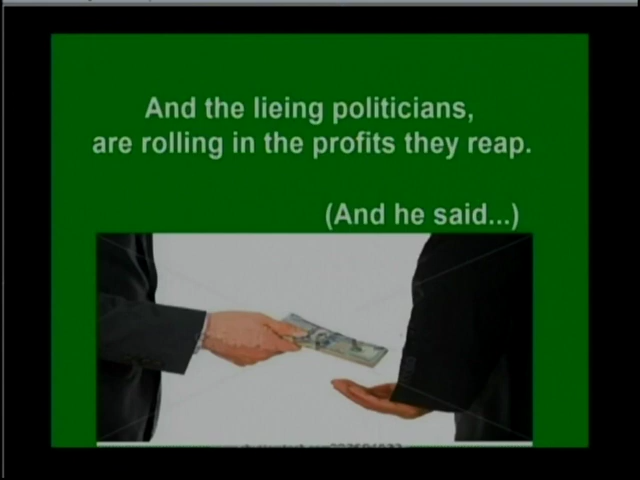 And the lieing politicians,
are rolling in the profits they reap.
(And he said...)